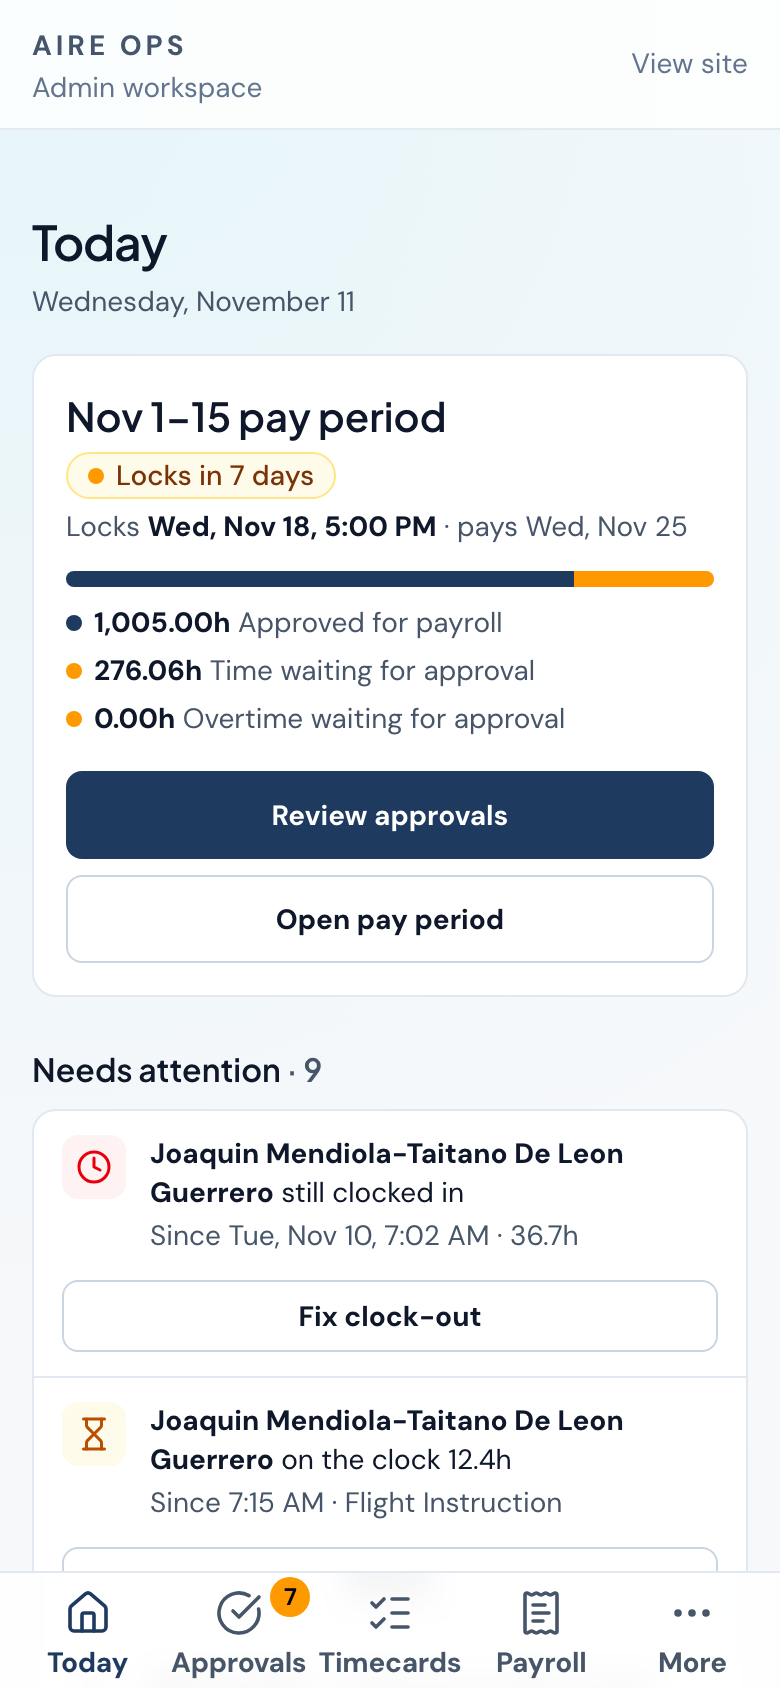 AIRE OPS
Admin workspace
View site
Today
Wednesday, November 11
Nov 1–15 pay period
Locks in 7 days
Locks Wed, Nov 18, 5:00 PM · pays Wed, Nov 25
1,005.00h Approved for payroll
276.06h Time waiting for approval
0.00h Overtime waiting for approval
Review approvals
Open pay period
Needs attention · 9
Joaquin Mendiola-Taitano De Leon
Guerrero still clocked in
Since Tue, Nov 10, 7:02 AM · 36.7h
Fix clock-out
Joaquin Mendiola-Taitano De Leon
Guerrero on the clock 12.4h
Since 7:15 AM · Flight Instruction
7
Today
Approvals
Timecards
Payroll
More